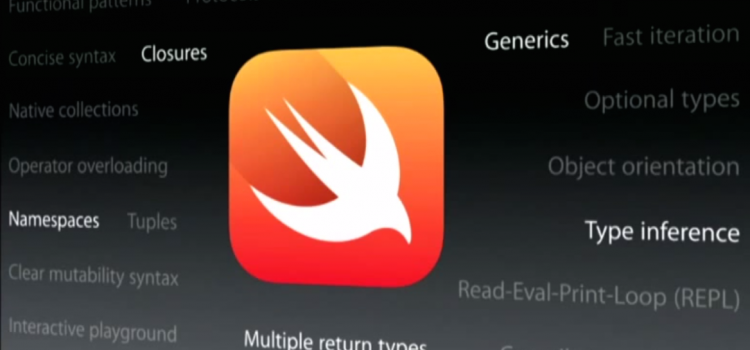 Functional patterns
Concise syntax Closures
Native collections
Operator overloading
Namespaces Tuples
Clear mutability syntax
Interactive playground
Multiple return types
Generics Fast iteration
Optional types
Object orientation
Type inference
Read-Eval-Print-Loop (REPL)